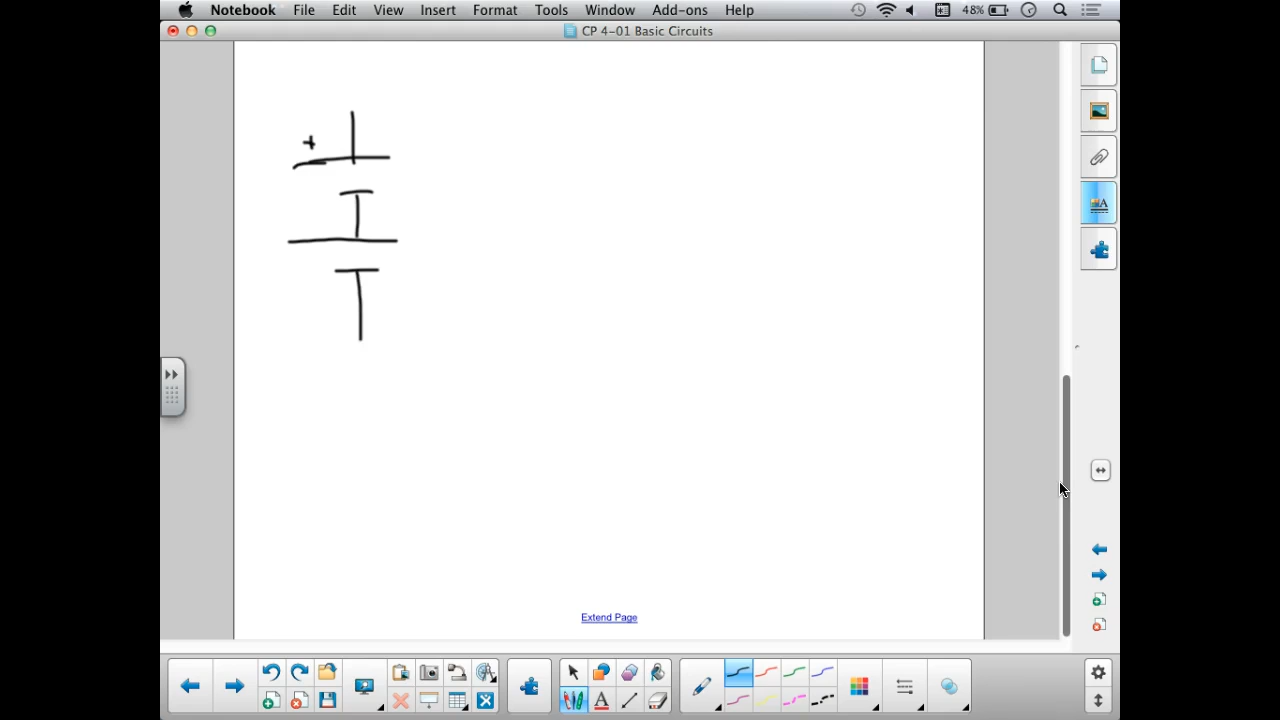 Notebook File Edit View Insert Format Tools Window Add-ons Help 48%
CP 4-01 Basic Circuits
+
Extend Page